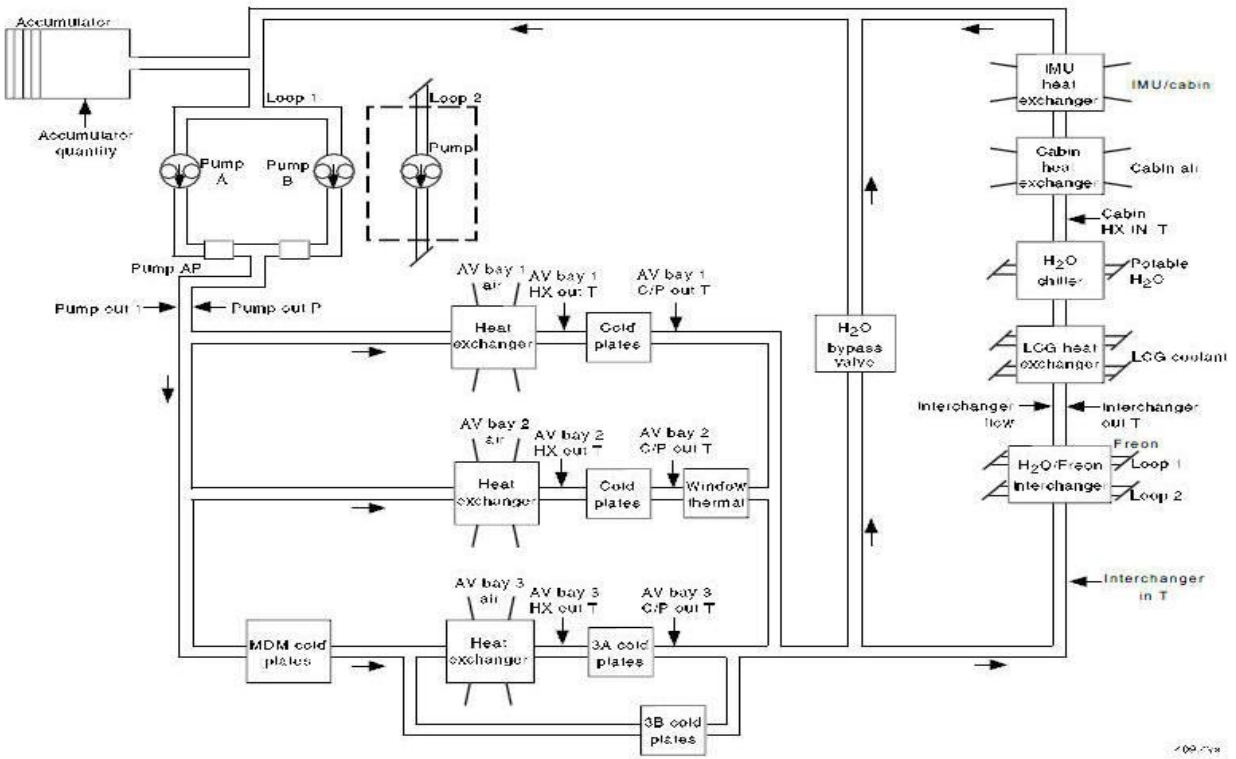 Accumulator
Accumulator
quantity
Loop 1
Loop 2
Pump
A
Pump
B
Pump
Pump ΔP
Pump out T
Pump out P
AV bay 1
air
AV bay 1
HX out T
AV bay 1
C/P out T
Heat
exchanger
Cold
plates
AV bay 2
air
AV bay 2
HX out T
AV bay 2
C/P out T
Heat
exchanger
Cold
plates
Window
thermal
AV bay 3
air
AV bay 3
HX out T
AV bay 3
C/P out T
MDM cold
plates
Heat
exchanger
3A cold
plates
3B cold
plates
H2O
bypass
valve
IMU
heat
exchanger
IMU/cabin
Cabin
heat
exchanger
Cabin air
Cabin
HX IN T
H2O
chiller
Potable
H2O
LCG heat
exchanger
LCG coolant
Interchanger
flow
Interchanger
out T
Freon
H2O/Freon
interchanger
Loop 1
Loop 2
Interchanger
in T